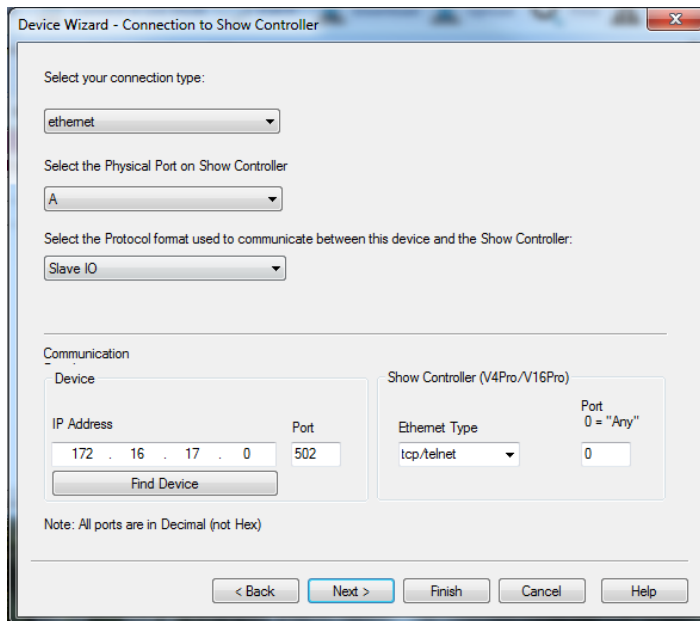 Device Wizard - Connection to Show Controller
x
Select your connection type:
ethernet
Select the Physical Port on Show Controller
A
Select the Protocol format used to communicate between this device and the Show Controller:
Slave IO
Communication
Device
IP Address
Port
172 . 16 . 17 . 0
502
Find Device
Show Controller (V4Pro/V16Pro)
Port
0 = "Any"
Ethernet Type
tcp/telnet
0
Note: All ports are in Decimal (not Hex)
< Back
Next >
Finish
Cancel
Help